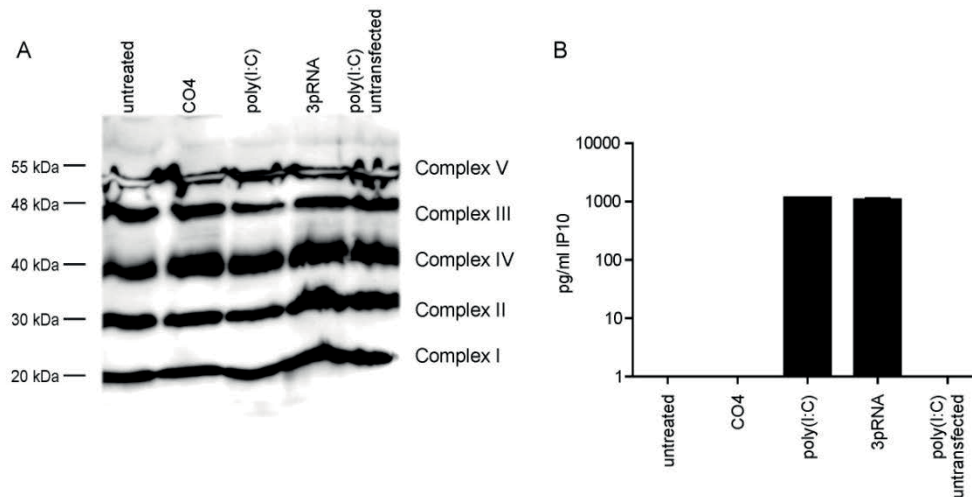 A
untreated
CO4
poly(I:C)
3pRNA
poly(I:C)
untransfected
55 kDa
48 kDa
40 kDa
30 kDa
20 kDa
Complex V
Complex III
Complex IV
Complex II
Complex I
B
pg/ml IP10
10000
1000
100
10
1
untreated
CO4
poly(I:C)
3pRNA
poly(I:C)
untransfected